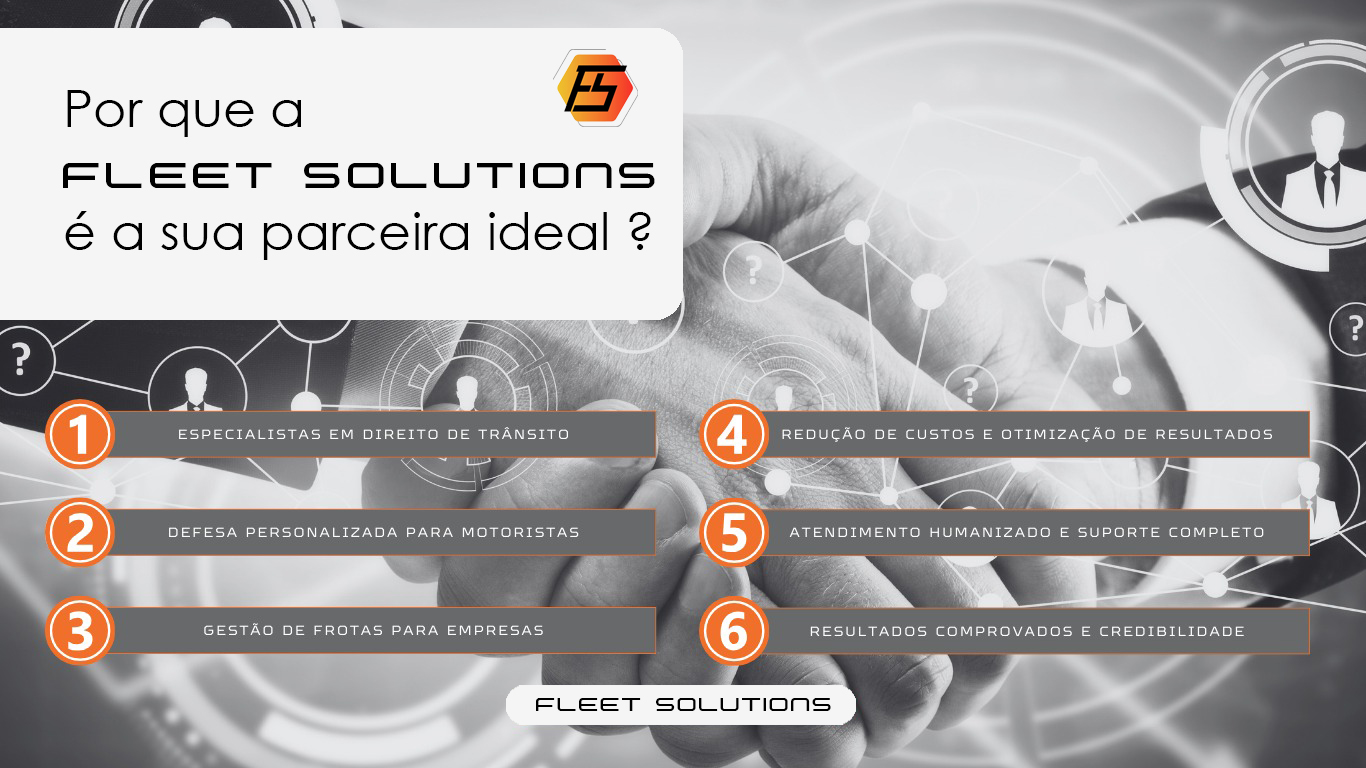 Por que a
FS
FLEET SOLUTIONS
é a sua parceira ideal ?
?
?
?
?
1
ESPECIALISTAS EM DIREITO DE TRÂNSITO
2
DEFESA PERSONALIZADA PARA MOTORISTAS
3
GESTÃO DE FROTAS PARA EMPRESAS
4
REDUÇÃO DE CUSTOS E OTIMIZAÇÃO DE RESULTADOS
5
ATENDIMENTO HUMANIZADO E SUPORTE COMPLETO
6
RESULTADOS COMPROVADOS E CREDIBILIDADE
FLEET SOLUTIONS